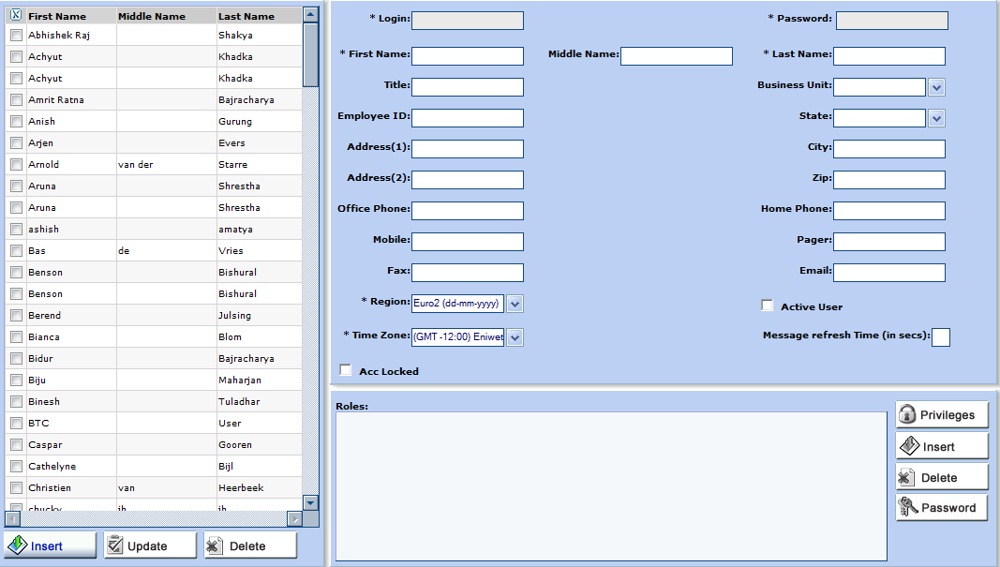 First Name Middle Name Last Name
Abhishek Raj Shakya
Achyut Khadka
Achyut Khadka
Amrit Ratna Bajracharya
Anish Gurung
Arjen Evers
Arnold van der Starre
Aruna Shrestha
Aruna Shrestha
ashish amatya
Bas de Vries
Benson Bishural
Benson Bishural
Berend Julsing
Bianca Blom
Bidur Bajracharya
Biju Maharjan
Binesh Tuladhar
BTC User
Caspar Gooren
Cathelyne Bijl
Christien van Heerbeek
chucky jh jh
Insert Update Delete
* Login: * Password:
* First Name: Middle Name: * Last Name:
Title: Business Unit:
Employee ID: State:
Address(1): City:
Address(2): Zip:
Office Phone: Home Phone:
Mobile: Pager:
Fax: Email:
* Region: Euro2 (dd-mm-yyyy) Active User
* Time Zone: (GMT -12:00) Eniwet Message refresh Time (in secs):
Acc Locked
Roles:
Privileges
Insert
Delete
Password